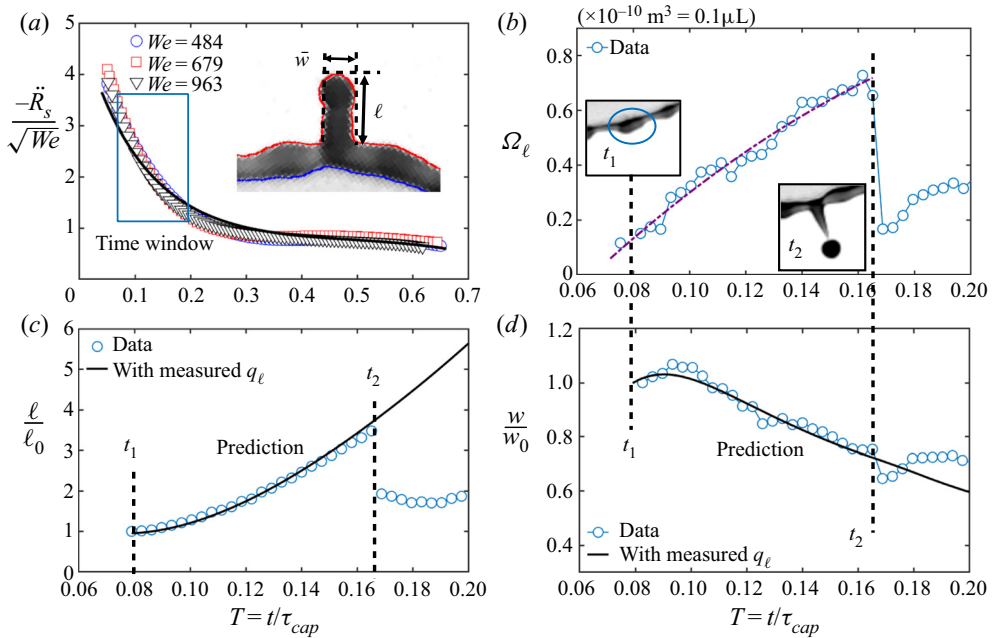 (a)
We = 484
We = 679
We = 963
w̄
ℓ
−R̈ₛ
√We
Time window
5
4
3
2
1
0
0.1
0.2
0.3
0.4
0.5
0.6
0.7
(b)
(×10⁻¹⁰ m³ = 0.1µL)
Data
t₁
t₂
Ω_ℓ
0.8
0.6
0.4
0.2
0
0.06
0.08
0.10
0.12
0.14
0.16
0.18
0.20
(c)
Data
With measured q_ℓ
t₁
t₂
Prediction
ℓ
ℓ₀
6
5
4
3
2
1
0
0.06
0.08
0.10
0.12
0.14
0.16
0.18
0.20
T = t/τ_cap
(d)
t₁
Prediction
t₂
Data
With measured q_ℓ
w
w₀
1.2
1.0
0.8
0.6
0.4
0.06
0.08
0.10
0.12
0.14
0.16
0.18
0.20
T = t/τ_cap